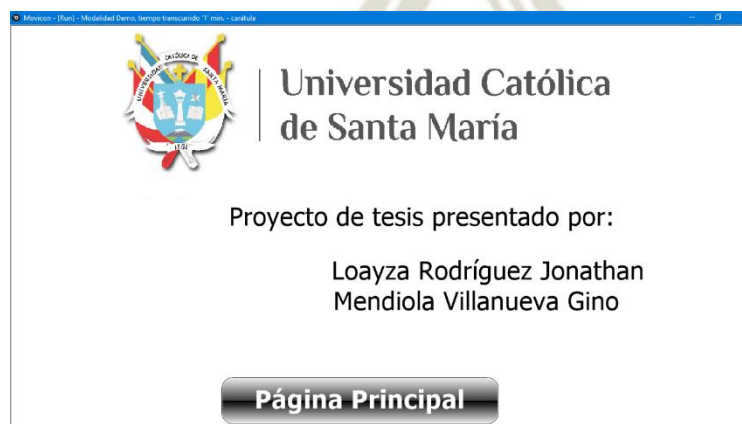 Movicon - [Run] - Modalidad Demo, tiempo transcurrido '1' min. - carátula
Universidad Católica
de Santa María
Proyecto de tesis presentado por:
Loayza Rodríguez Jonathan
Mendiola Villanueva Gino
Página Principal